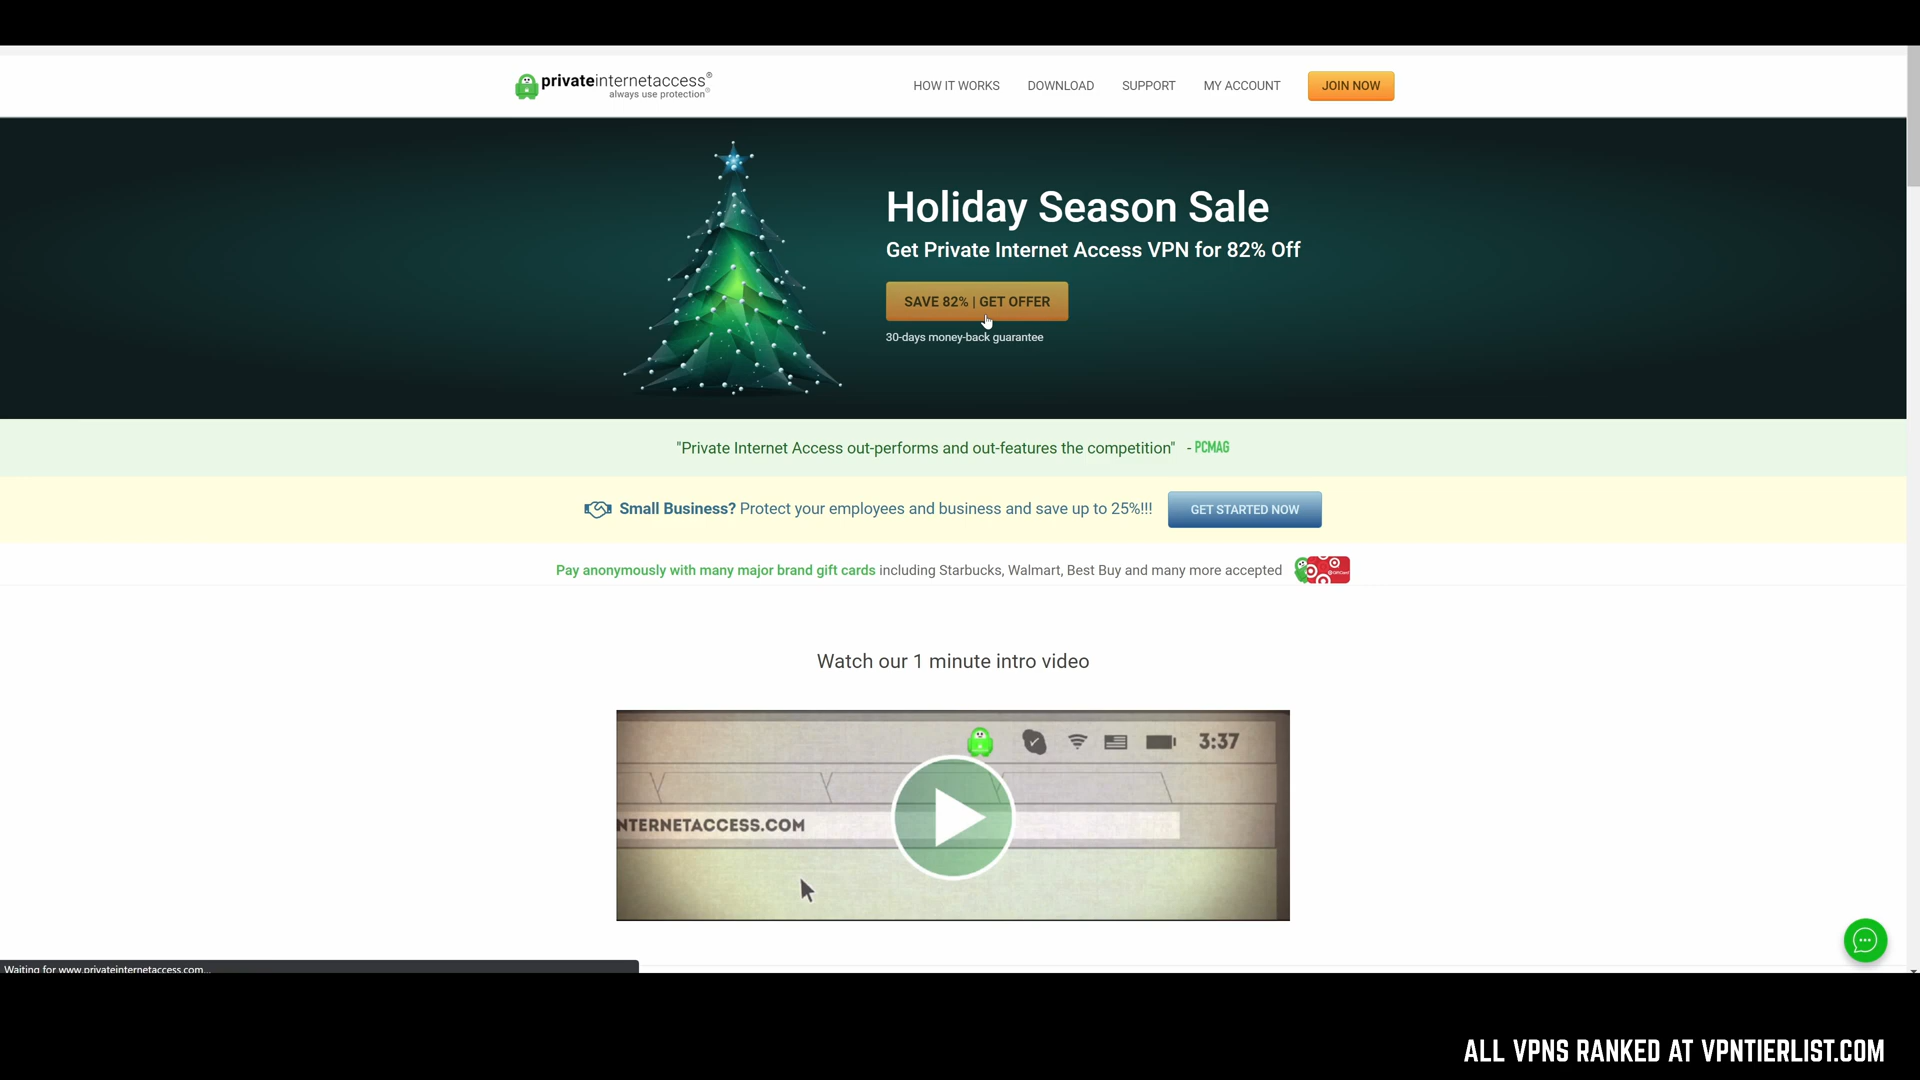 privateinternetaccess®
always use protection®
HOW IT WORKS
DOWNLOAD
SUPPORT
MY ACCOUNT
JOIN NOW
Holiday Season Sale
Get Private Internet Access VPN for 82% Off
SAVE 82% | GET OFFER
30-days money-back guarantee
"Private Internet Access out-performs and out-features the competition" - PCMAG
Small Business? Protect your employees and business and save up to 25%!!!
GET STARTED NOW
Pay anonymously with many major brand gift cards including Starbucks, Walmart, Best Buy and many more accepted
Watch our 1 minute intro video
3:37
NTERNETACCESS.COM
Waiting for www.privateinternetaccess.com...
ALL VPNS RANKED AT VPNTIERLIST.COM